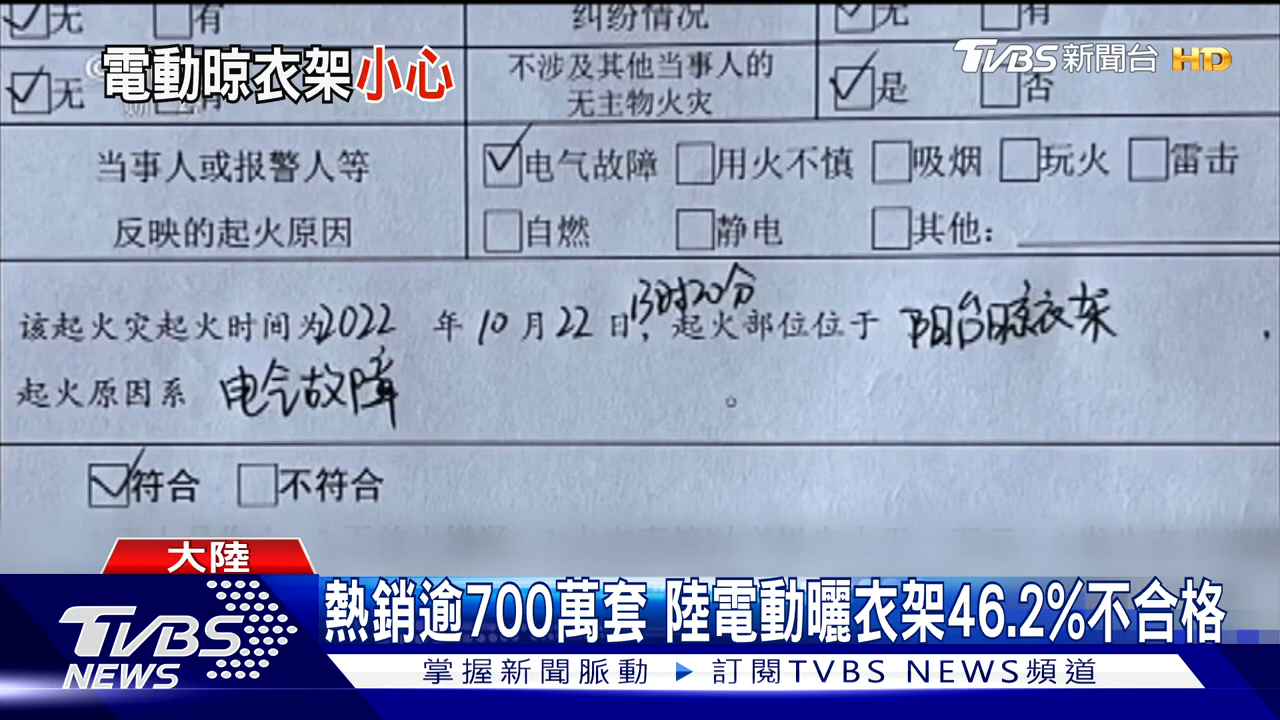 无 有 纠纷情况 无 有
電動晾衣架小心
TVBS新聞台 HD
无 有 不涉及其他当事人的 是 否
无主物火灾
当事人或报警人等 电气故障 用火不慎 吸烟 玩火 雷击
反映的起火原因 自燃 静电 其他：
该起火灾起火时间为2022年10月22日13时20分，起火部位位于 阳台晾衣架，
起火原因系 电气故障。
符合 不符合
大陸
熱銷逾700萬套 陸電動曬衣架46.2%不合格
TVBS
NEWS
掌握新聞脈動 訂閱TVBS NEWS頻道